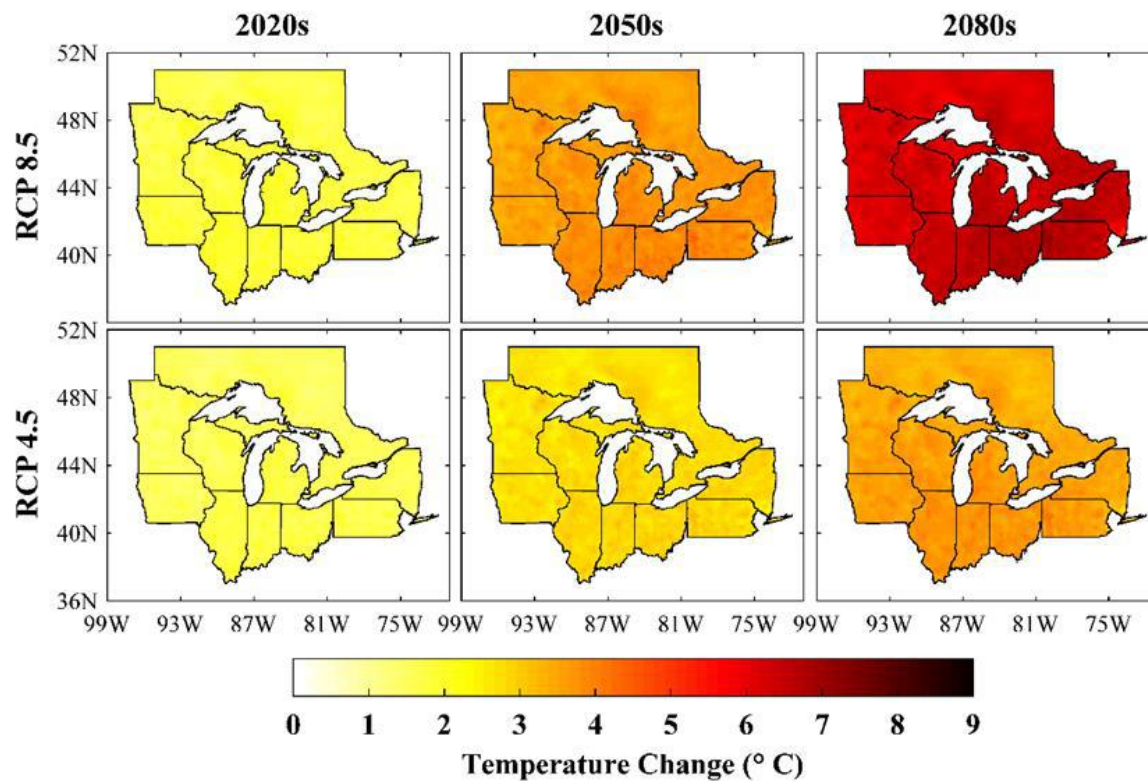 2020s 2050s 2080s
52N
48N
RCP 8.5
44N
40N
52N
48N
RCP 4.5
44N
40N
36N
99W 93W 87W 81W 75W 99W 93W 87W 81W 75W 99W 93W 87W 81W 75W
0 1 2 3 4 5 6 7 8 9
Temperature Change (° C)